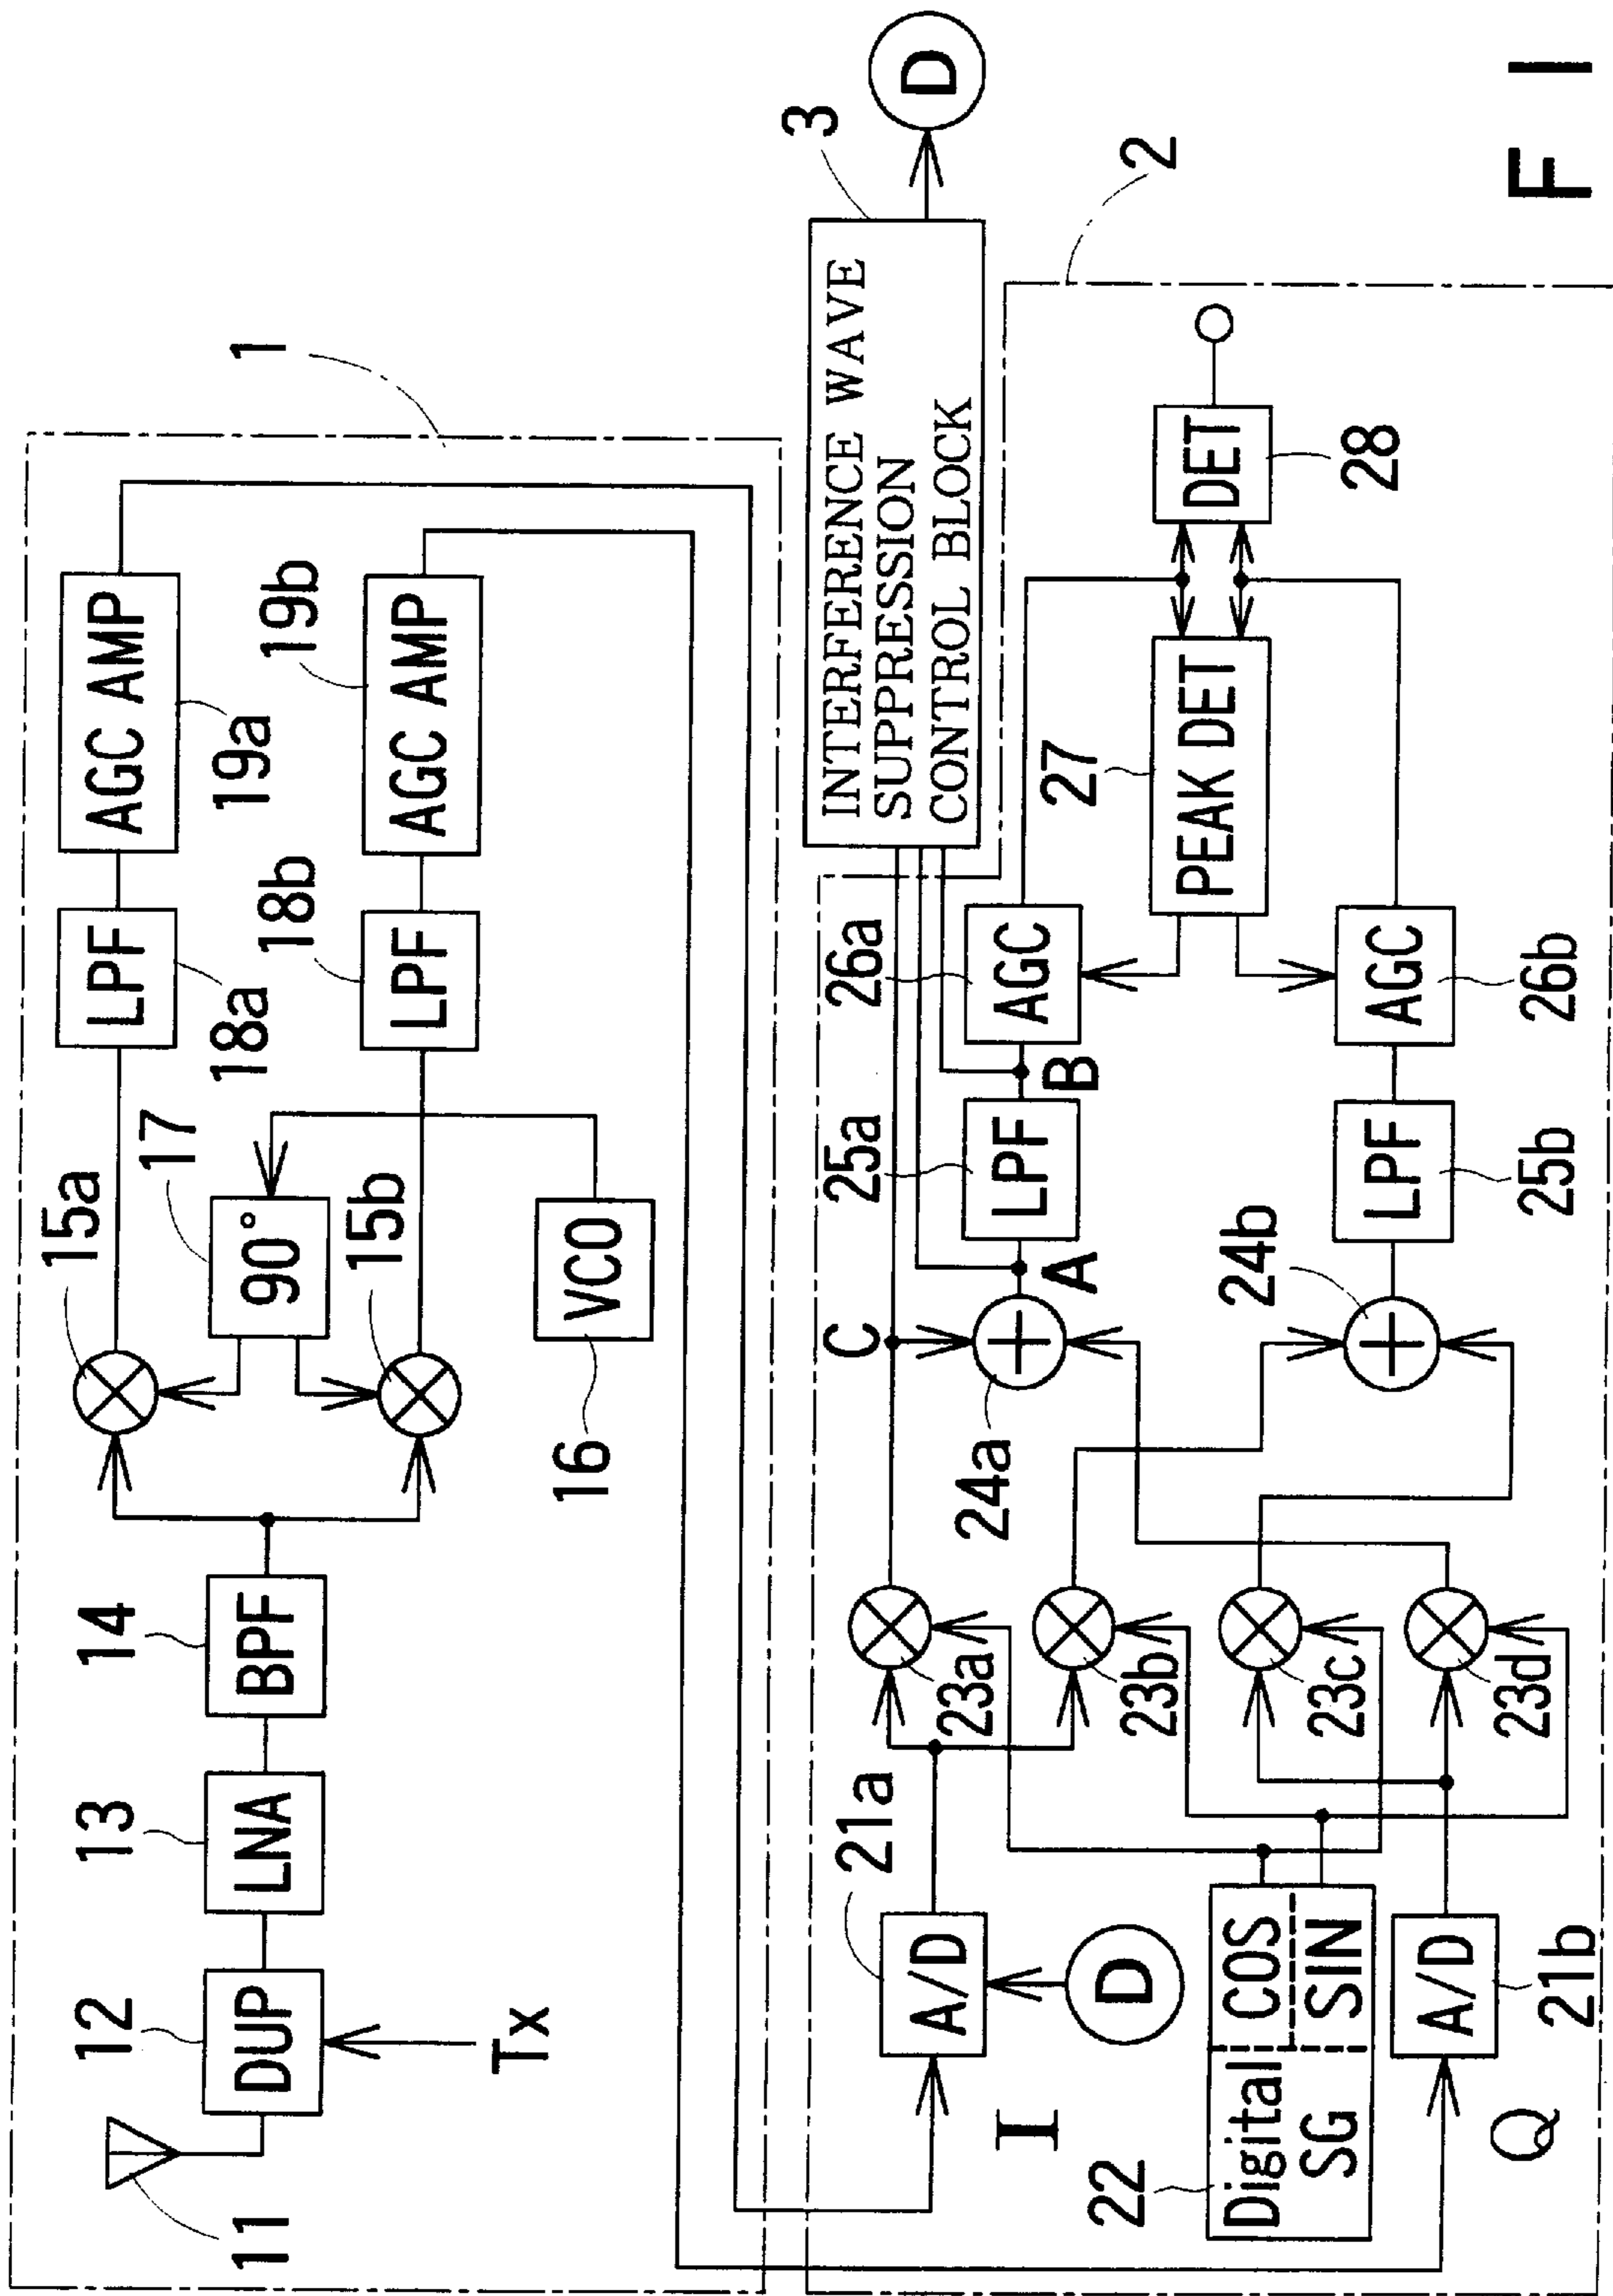 1
11
12
DUP
Tx
13
LNA
14
BPF
15a
17
90°
15b
16
VCO
LPF
18a
18b
LPF
AGC AMP
19a
19b
AGC AMP
3
INTERFERENCE WAVE
SUPPRESSION
CONTROL BLOCK
D
2
I
21a
A/D
D
22
Digital
SG
COS
SIN
Q
A/D
21b
23a
23b
23c
23d
C
24a
A
24b
25a
LPF
B
LPF
25b
26a
AGC
AGC
26b
27
PEAK DET
DET
28
F I